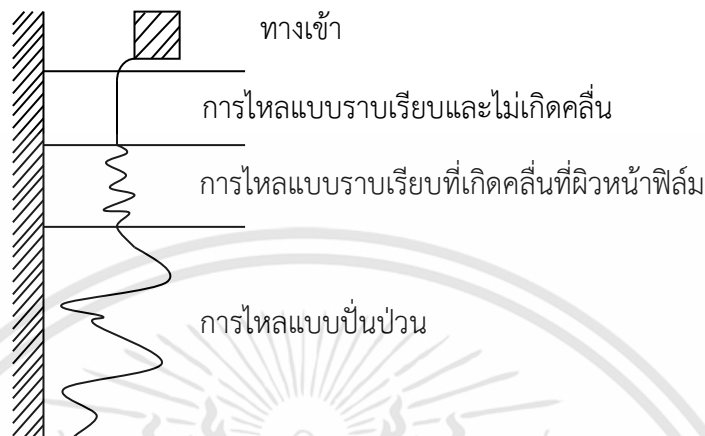 ทางเข้า
การไหลแบบราบเรียบและไม่เกิดคลื่น
การไหลแบบราบเรียบที่เกิดคลื่นที่ผิวหน้าฟิล์ม
การไหลแบบปั่นป่วน